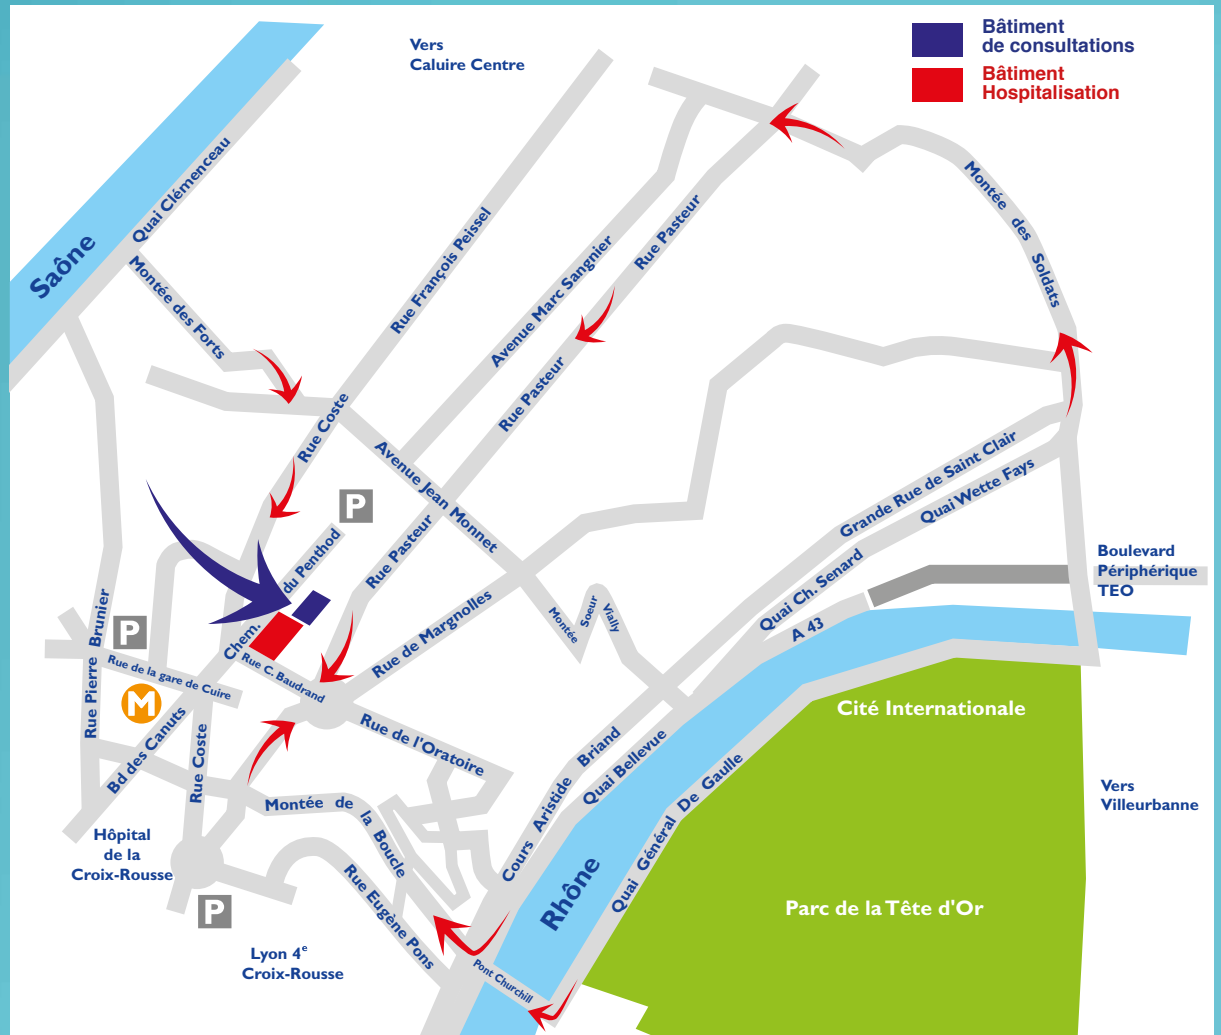 Vers
Caluire Centre
Bâtiment
de consultations
Bâtiment
Hospitalisation
Saône
Quai Clémenceau
Montée des Forts
Rue François Peissel
Avenue Marc Sangnier
Rue Pasteur
Montée des Soldats
Rue Pasteur
Rue Coste
Avenue Jean Monnet
P
Rue Pasteur
Chem. du Penthod
Grande Rue de Saint Clair
Quai Wette Fays
Quai Ch. Senard
A 43
Boulevard
Périphérique
TEO
Montée
Soeur
Vially
Rue de Margnolles
Rue Pierre Brunier
P
Rue de la gare de Cuire
M
Rue C. Baudrand
Bd des Canuts
Rue Coste
Rue de l'Oratoire
Montée de la Boucle
Cours Aristide Briand
Quai Bellevue
Quai Général De Gaulle
Cité Internationale
Vers
Villeurbanne
Hôpital
de la
Croix-Rousse
P
Rue Eugène Pons
Rhône
Parc de la Tête d'Or
Lyon 4e
Croix-Rousse
Pont Churchill